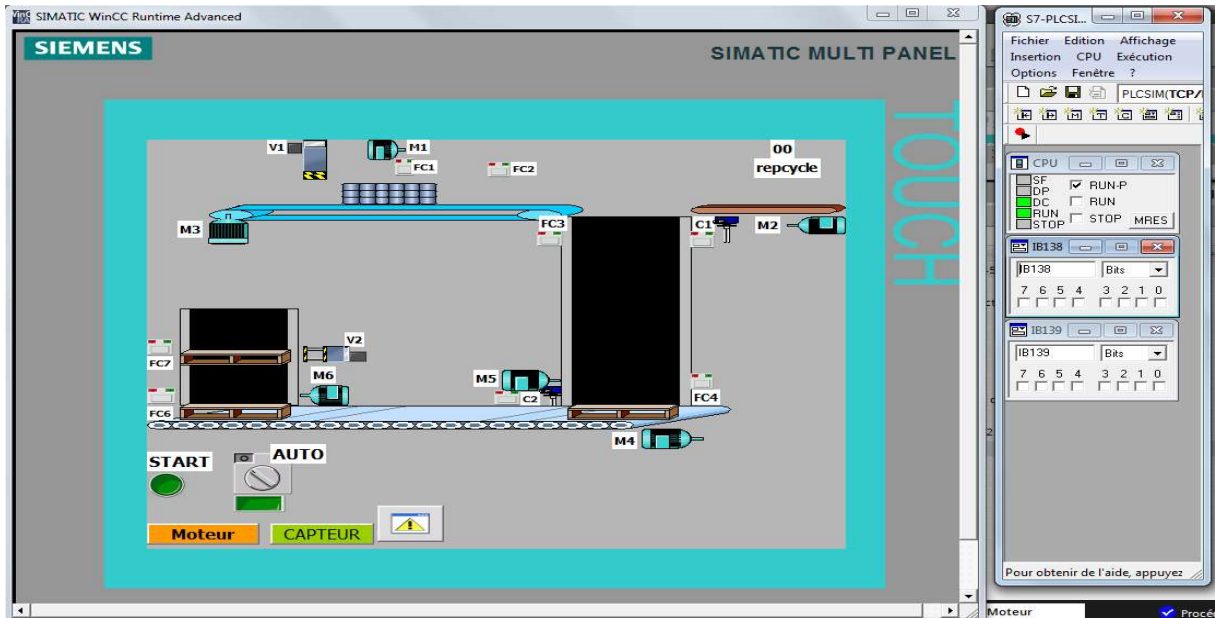 SIMATIC WinCC Runtime Advanced
SIEMENS
SIMATIC MULTI PANEL
TOUCH
V1
M1
FC1
FC2
00
repcycle
M3
FC3
C1
M2
FC7
V2
M6
M5
C2
FC6
FC4
M4
START
AUTO
Moteur
CAPTEUR
S7-PLCSI...
Fichier Edition Affichage
Insertion CPU Exécution
Options Fenêtre ?
PLCSIM(TCP/
CPU
SF
DP
DC
RUN
STOP
RUN-P
RUN
STOP
MRES
IB138
IB138
Bits
7 6 5 4 3 2 1 0
IB139
IB139
Bits
7 6 5 4 3 2 1 0
Pour obtenir de l'aide, appuyez
Moteur
Procé